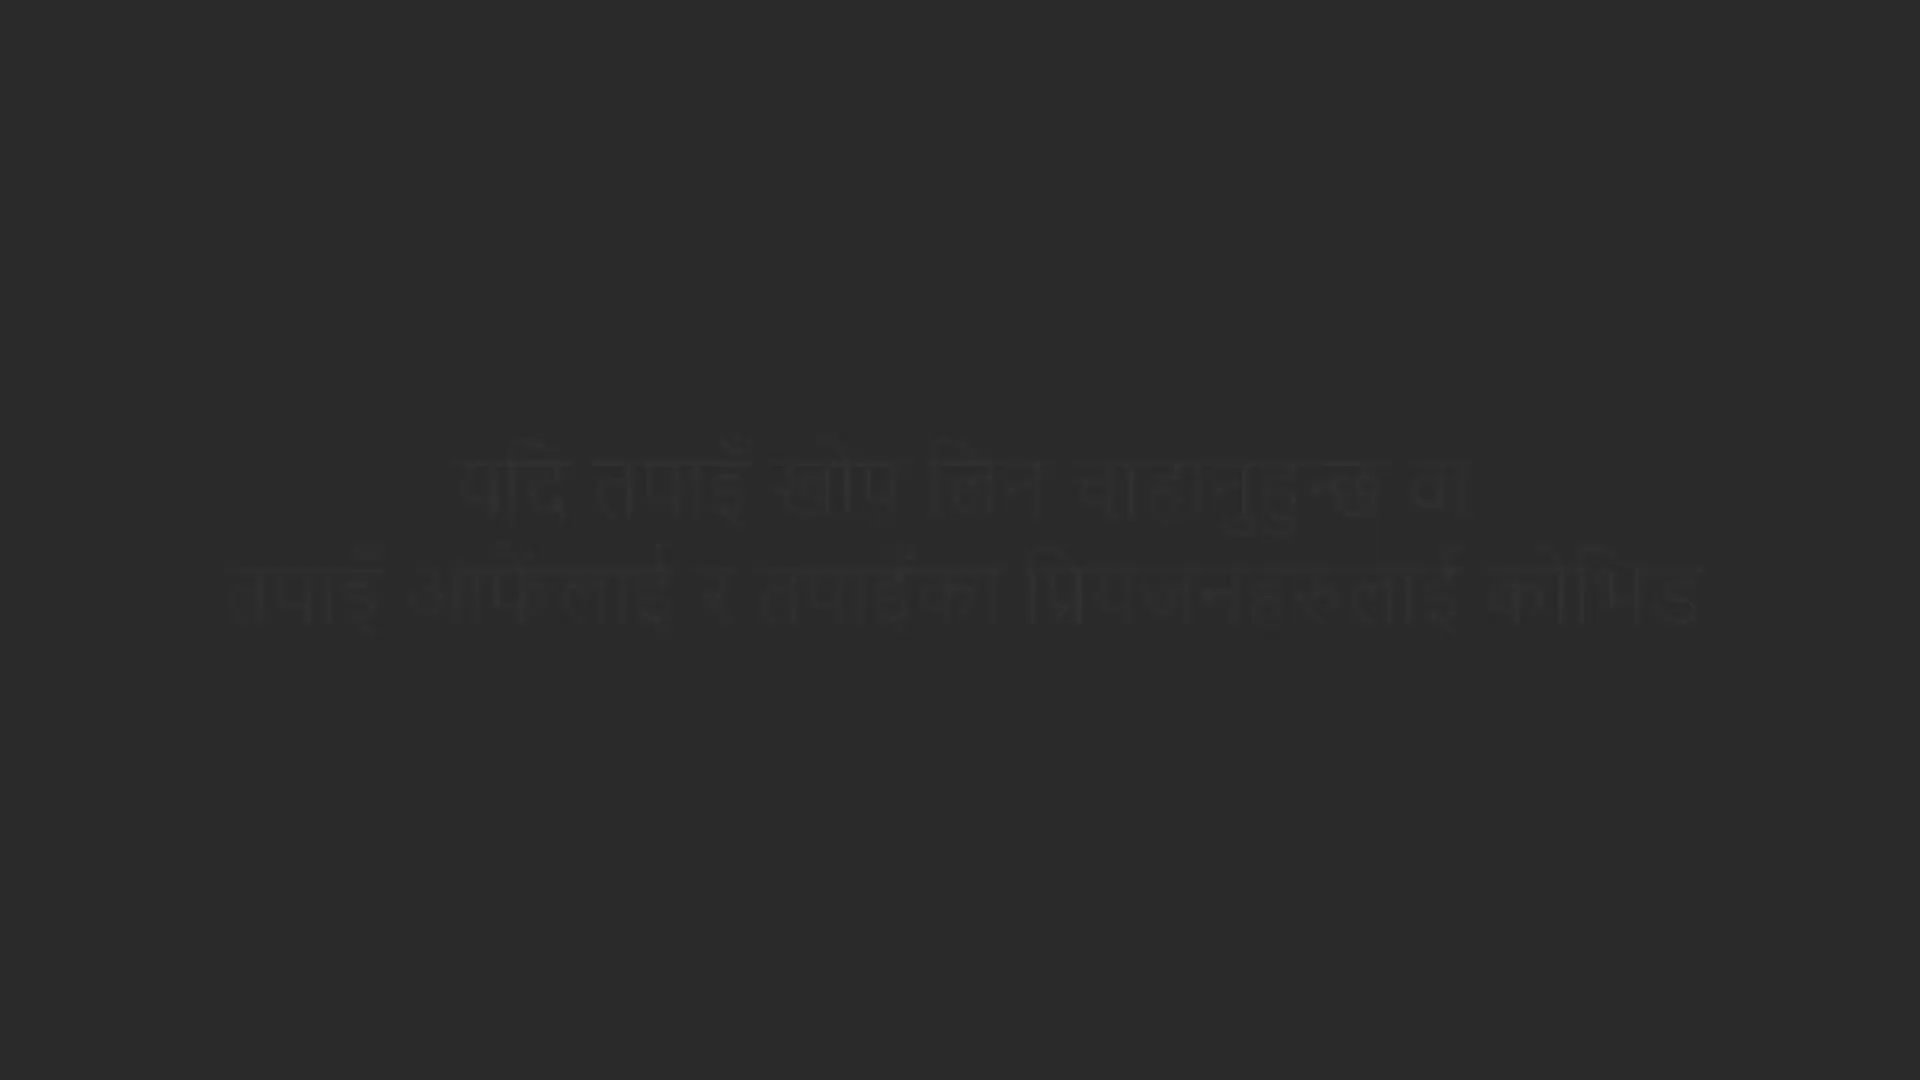 यदि तपाइँ खोप लिन चाहानुहुन्छ वा
तपाइँ आफैलाई र तपाईंका प्रियजनहरुलाई कोभिड